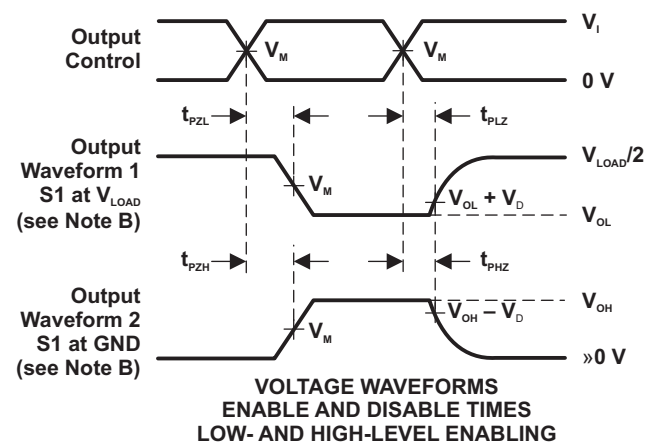 Output
Control
V_M
V_M
V_I
0 V
t_PZL
t_PLZ
Output
Waveform 1
S1 at V_LOAD
(see Note B)
V_M
V_OL + V_D
V_LOAD/2
V_OL
t_PZH
t_PHZ
Output
Waveform 2
S1 at GND
(see Note B)
V_M
V_OH – V_D
V_OH
»0 V
VOLTAGE WAVEFORMS
ENABLE AND DISABLE TIMES
LOW- AND HIGH-LEVEL ENABLING